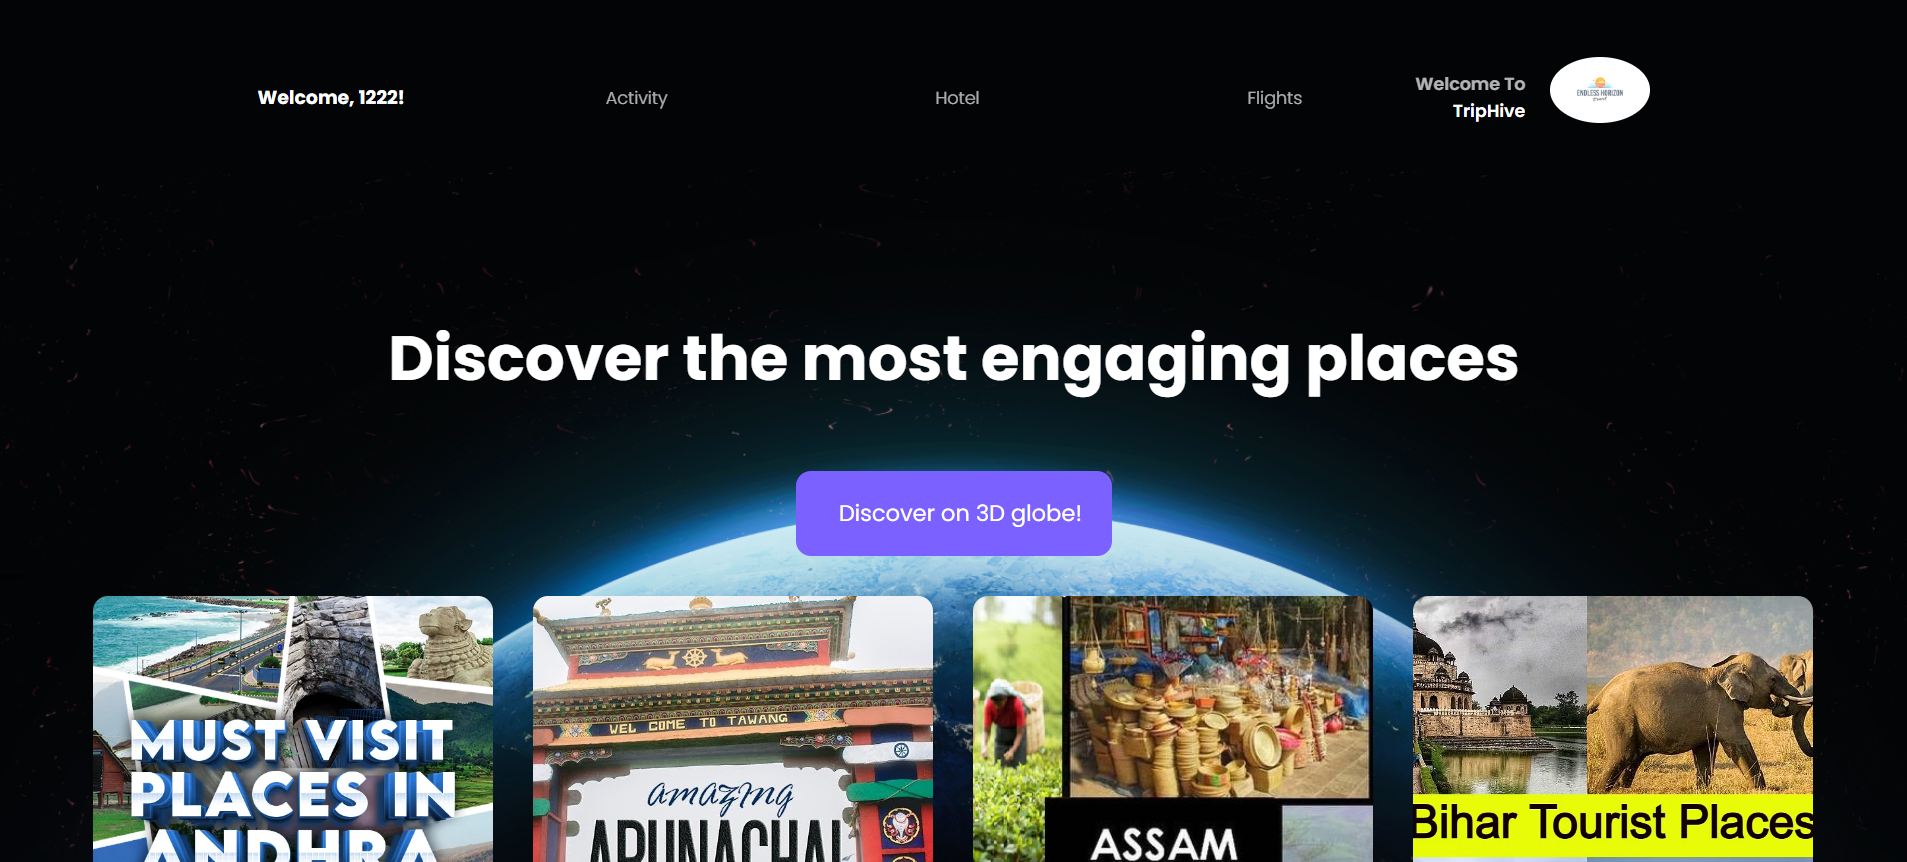 Welcome, 1222!
Activity
Hotel
Flights
Welcome To
TripHive
ENDLESS HORIZON
Discover the most engaging places
Discover on 3D globe!
MUST VISIT
PLACES IN
ANDHRA
WEL COME TO TAWANG
amazing
ARUNACHAL
ASSAM
Bihar Tourist Places